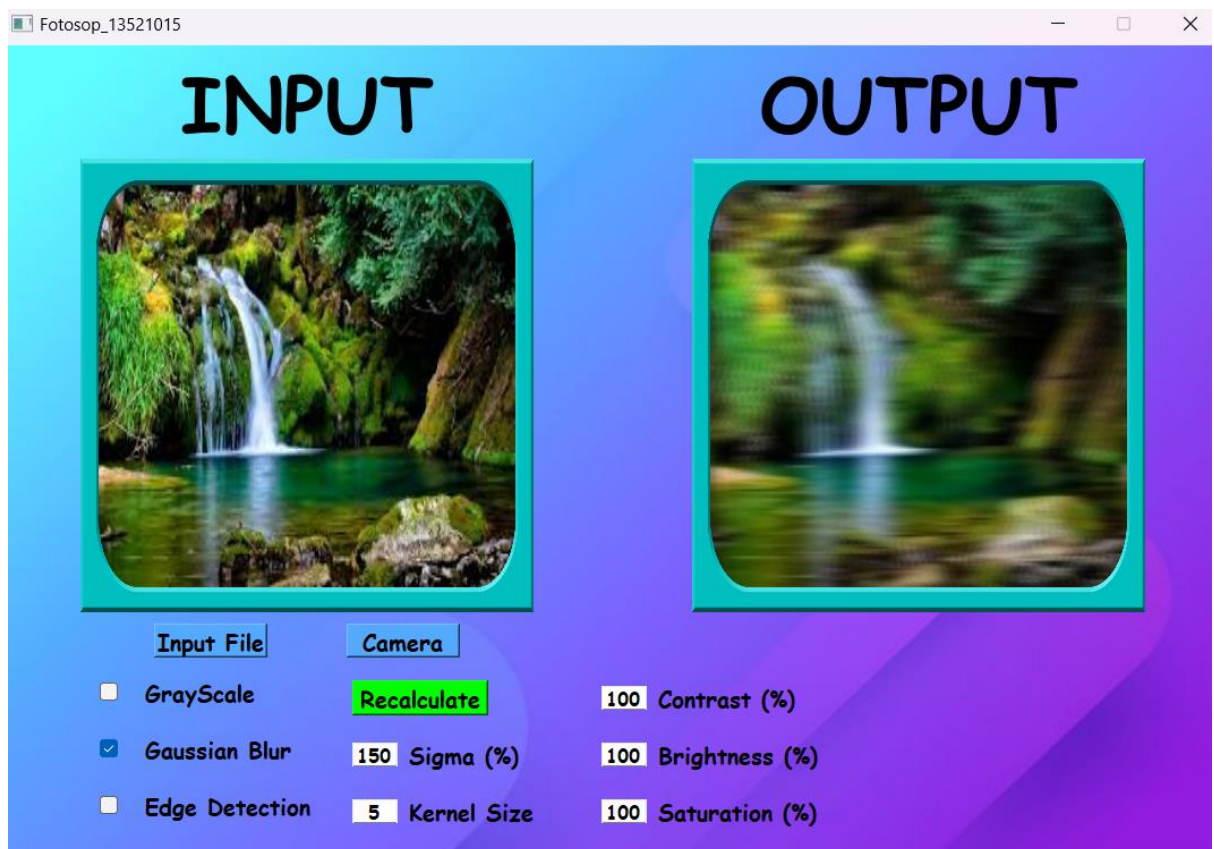 Fotosop_13521015
INPUT OUTPUT
Input File Camera
GrayScale Recalculate 100 Contrast (%)
Gaussian Blur 150 Sigma (%) 100 Brightness (%)
Edge Detection 5 Kernel Size 100 Saturation (%)